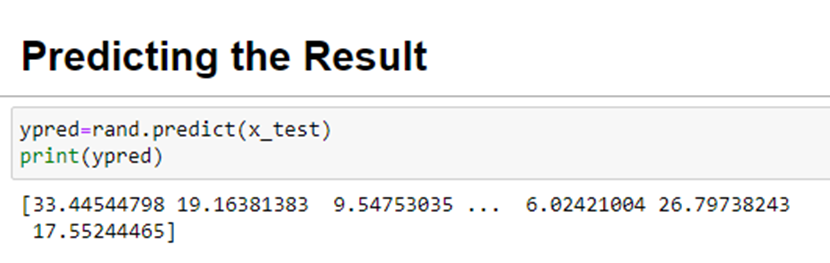 Predicting the Result
ypred=rand.predict(x_test)
print(ypred)
[33.44544798 19.16381383  9.54753035 ...  6.02421004 26.79738243
 17.55244465]